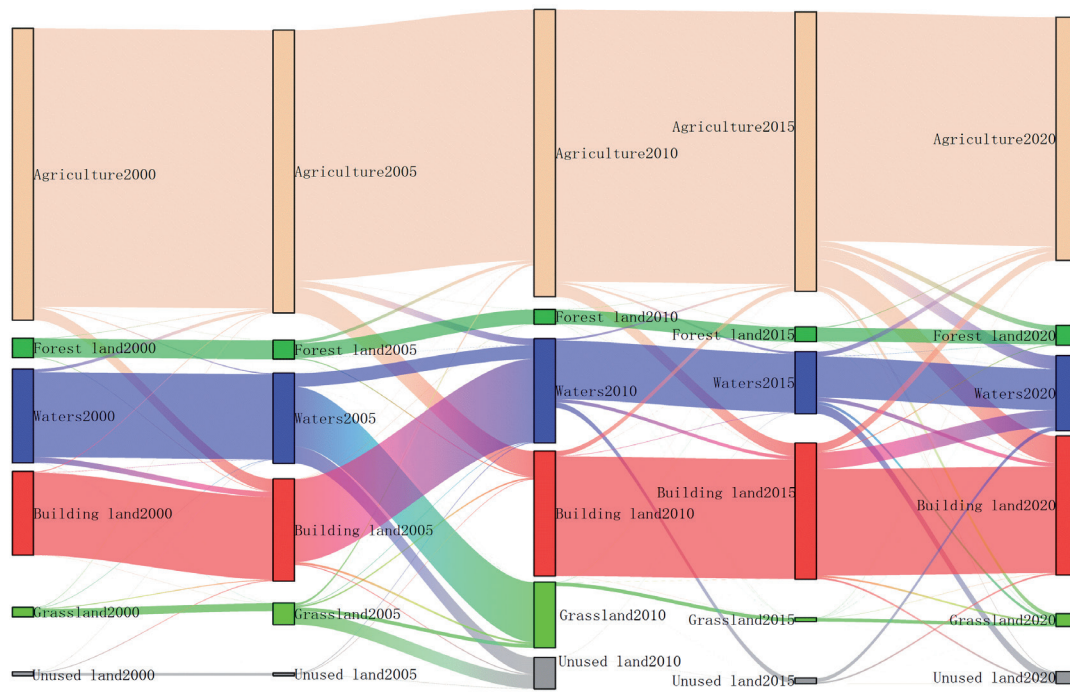 Agriculture2000
Forest land2000
Waters2000
Building land2000
Grassland2000
Unused land2000
Agriculture2005
Forest land2005
Waters2005
Building land2005
Grassland2005
Unused land2005
Agriculture2010
Forest land2010
Waters2010
Building land2010
Grassland2010
Unused land2010
Agriculture2015
Forest land2015
Waters2015
Building land2015
Grassland2015
Unused land2015
Agriculture2020
Forest land2020
Waters2020
Building land2020
Grassland2020
Unused land2020